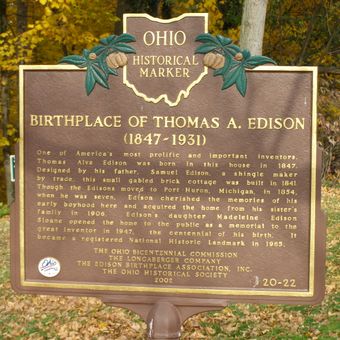 OHIO
HISTORICAL
MARKER
BIRTHPLACE OF THOMAS A. EDISON
(1847-1931)
One of America's most prolific and important inventors,
Thomas Alva Edison was born in this house in 1847.
Designed by his father, Samuel Edison, a shingle maker
by trade, this small gabled brick cottage was built in 1841.
Though the Edisons moved to Port Huron, Michigan, in 1854,
when he was seven, Edison cherished the memories of his
early boyhood here and acquired the home from his sister's
family in 1906. Edison's daughter Madeleine Edison
Sloane opened the home to the public as a memorial to the
great inventor in 1947, the centennial of his birth. It
became a registered National Historic Landmark in 1965.
THE OHIO BICENTENNIAL COMMISSION
THE LONGABERGER COMPANY
THE EDISON BIRTHPLACE ASSOCIATION, INC.
THE OHIO HISTORICAL SOCIETY
2002
20-22
Ohio